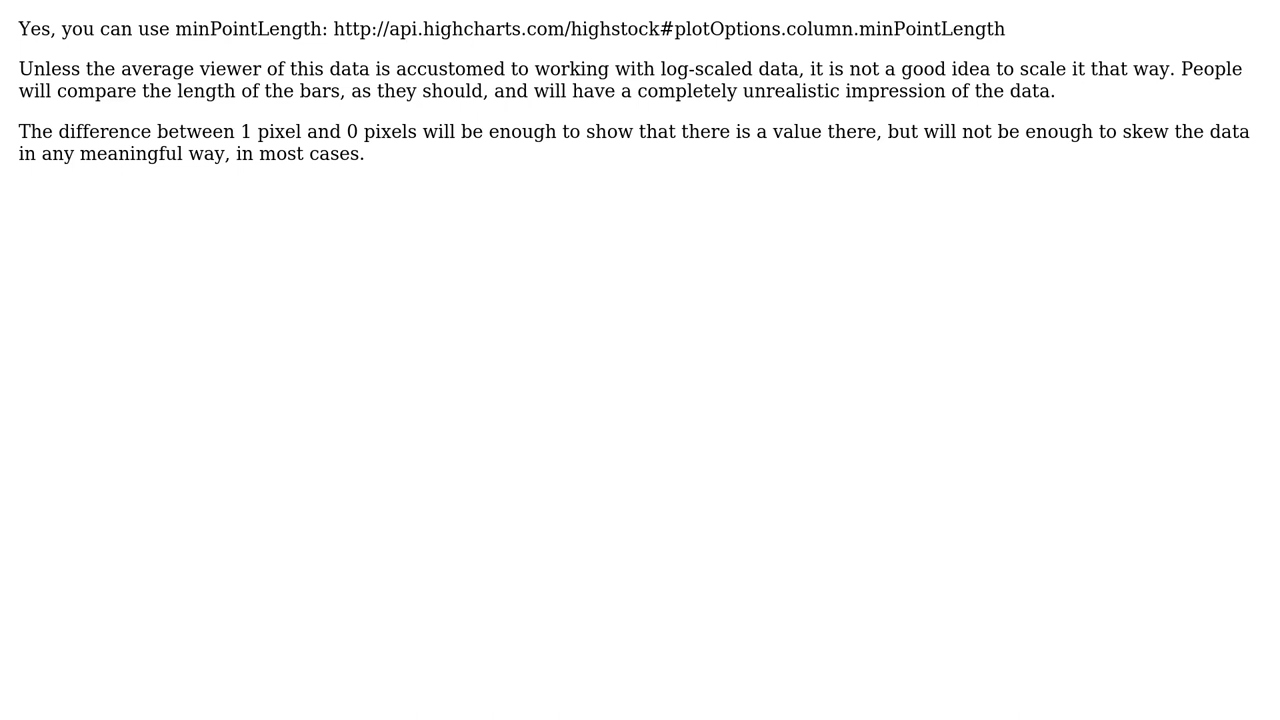 Yes, you can use minPointLength: http://api.highcharts.com/highstock#plotOptions.column.minPointLength
Unless the average viewer of this data is accustomed to working with log-scaled data, it is not a good idea to scale it that way. People
will compare the length of the bars, as they should, and will have a completely unrealistic impression of the data.
The difference between 1 pixel and 0 pixels will be enough to show that there is a value there, but will not be enough to skew the data
in any meaningful way, in most cases.